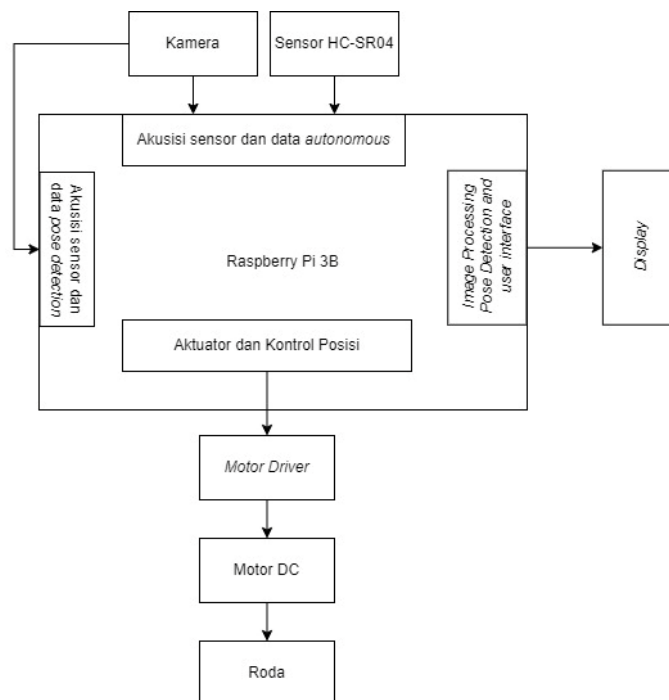 Kamera
Sensor HC-SR04
Akusisi sensor dan data autonomous
Akusisi sensor dan
data pose detection
Raspberry Pi 3B
Image Processing
Pose Detection and
user interface
Display
Aktuator dan Kontrol Posisi
Motor Driver
Motor DC
Roda